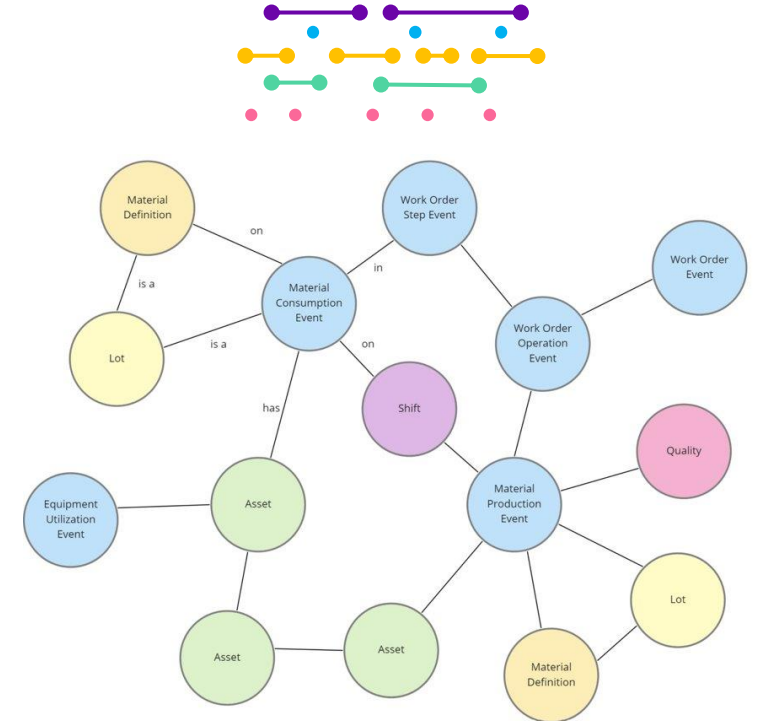 Material
Definition
Work Order
Step Event
on
Work Order
Event
in
is a
Material
Consumption
Event
Work Order
Operation
Event
is a
on
Lot
has
Shift
Quality
Equipment
Utilization
Event
Asset
Material
Production
Event
Lot
Asset
Asset
Material
Definition